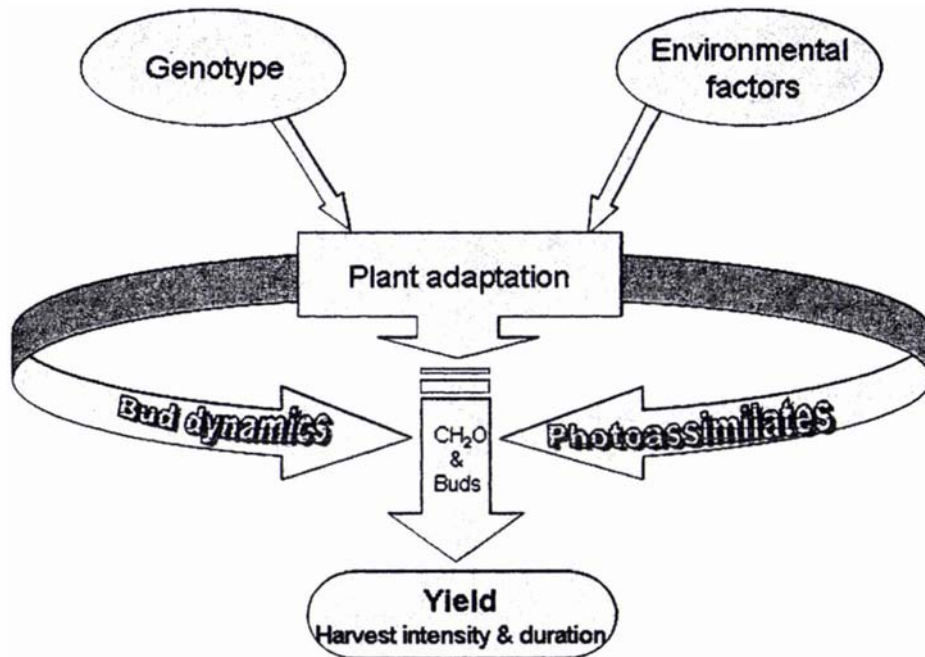 Genotype
Environmental
factors
Plant adaptation
Bud dynamics
Photoassimilates
CH₂O
&
Buds
Yield
Harvest intensity & duration